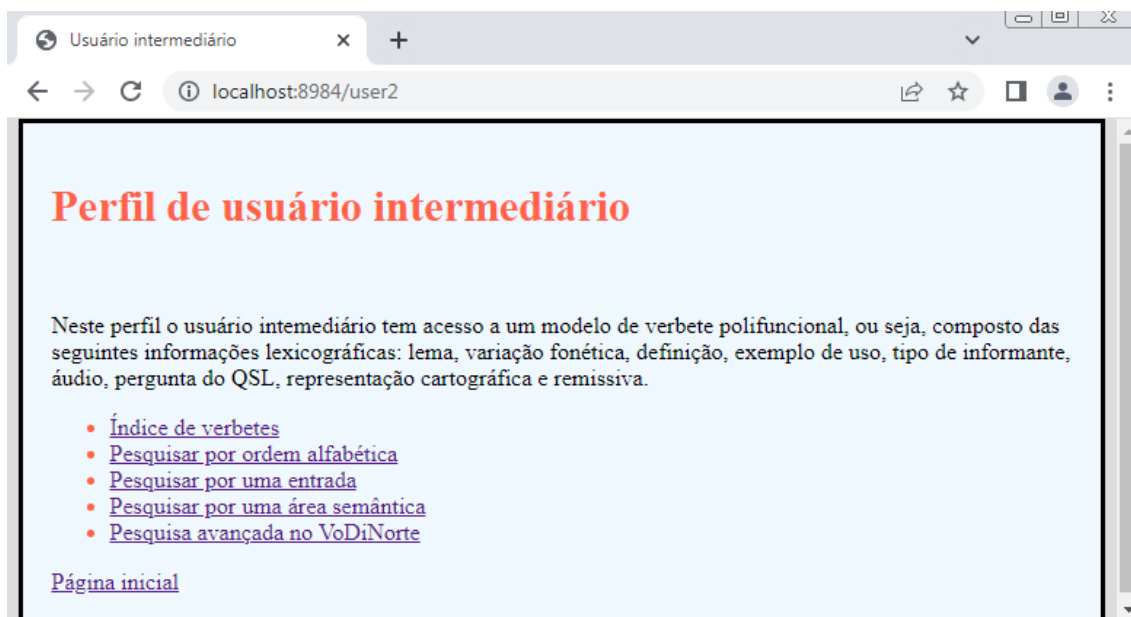 Usuário intermediário
localhost:8984/user2
Perfil de usuário intermediário
Neste perfil o usuário intemediário tem acesso a um modelo de verbete polifuncional, ou seja, composto das
seguintes informações lexicográficas: lema, variação fonética, definição, exemplo de uso, tipo de informante,
áudio, pergunta do QSL, representação cartográfica e remissiva.
Índice de verbetes
Pesquisar por ordem alfabética
Pesquisar por uma entrada
Pesquisar por uma área semântica
Pesquisa avançada no VoDiNorte
Página inicial